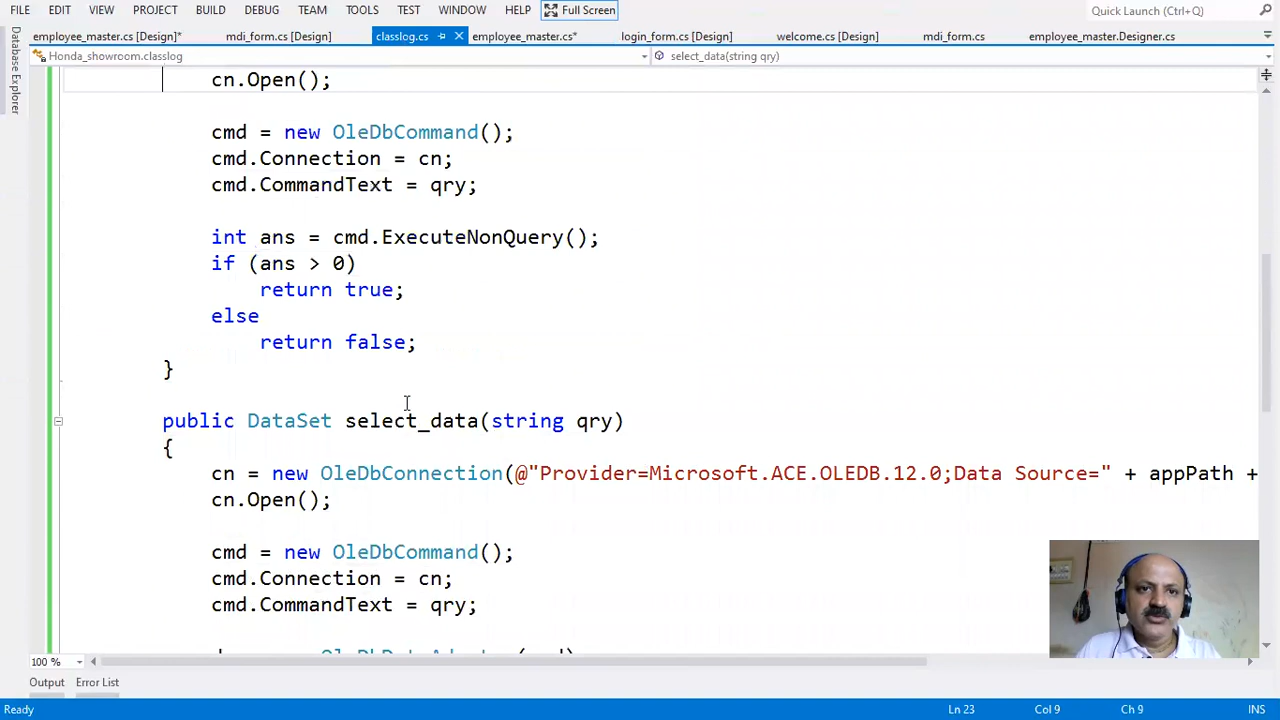 FILE EDIT VIEW PROJECT BUILD DEBUG TEAM TOOLS TEST WINDOW HELP Full Screen Quick Launch (Ctrl+Q)
employee_master.cs [Design]* mdi_form.cs [Design] classlog.cs employee_master.cs* login_form.cs [Design] welcome.cs [Design] mdi_form.cs employee_master.Designer.cs
Database Explorer
Honda_showroom.classlog select_data(string qry)
cn.Open();
cmd = new OleDbCommand();
cmd.Connection = cn;
cmd.CommandText = qry;
int ans = cmd.ExecuteNonQuery();
if (ans > 0)
return true;
else
return false;
}
public DataSet select_data(string qry)
{
cn = new OleDbConnection(@"Provider=Microsoft.ACE.OLEDB.12.0;Data Source=" + appPath +
cn.Open();
cmd = new OleDbCommand();
cmd.Connection = cn;
cmd.CommandText = qry;
100 %
Output Error List
Ready Ln 23 Col 9 Ch 9 INS